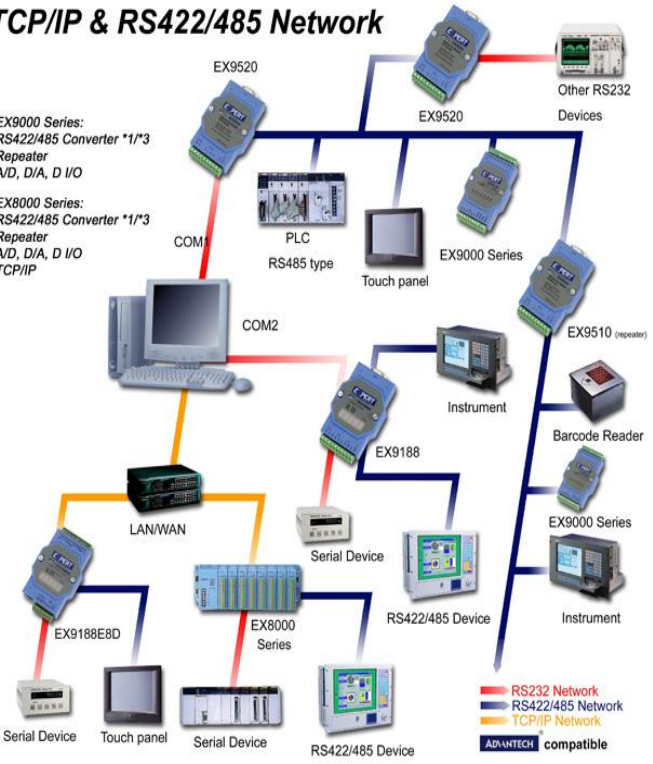 TCP/IP & RS422/485 Network
EX9520
EX9520
Other RS232
Devices
EX9000 Series:
RS422/485 Converter *1/*3
Repeater
A/D, D/A, D I/O
EX8000 Series:
RS422/485 Converter *1/*3
Repeater
A/D, D/A, D I/O
TCP/IP
COM1
PLC
RS485 type
Touch panel
EX9000 Series
COM2
EX9510 (repeater)
Instrument
EX9188
Barcode Reader
EX9000 Series
LAN/WAN
Serial Device
RS422/485 Device
Instrument
EX9188E8D
EX8000
Series
Serial Device
Touch panel
Serial Device
RS422/485 Device
RS232 Network
RS422/485 Network
TCP/IP Network
ADVANTECH compatible